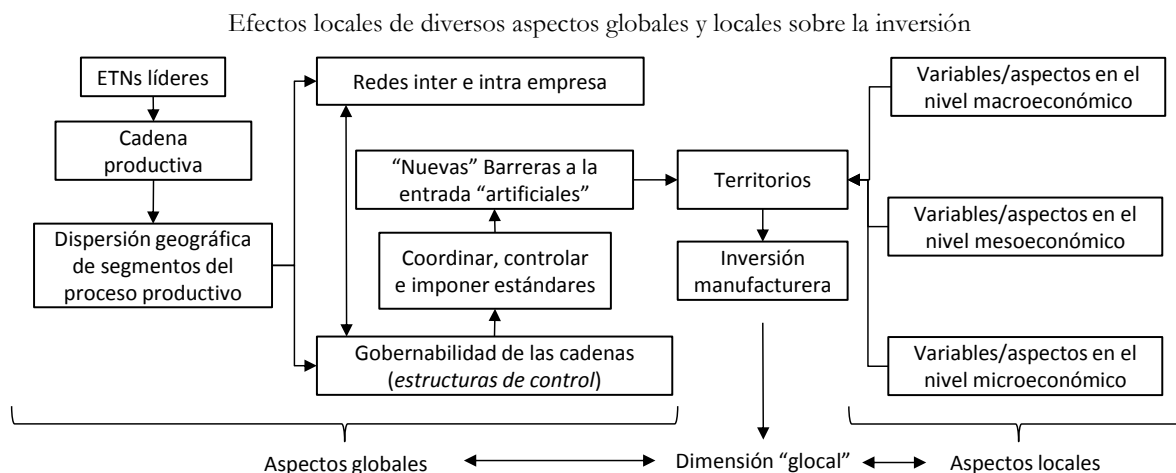 Efectos locales de diversos aspectos globales y locales sobre la inversión
ETNs líderes
Cadena
productiva
Dispersión geográfica
de segmentos del
proceso productivo
Redes inter e intra empresa
“Nuevas” Barreras a la
entrada “artificiales”
Coordinar, controlar
e imponer estándares
Gobernabilidad de las cadenas
(estructuras de control)
Territorios
Inversión
manufacturera
Variables/aspectos en el
nivel macroeconómico
Variables/aspectos en el
nivel mesoeconómico
Variables/aspectos en el
nivel microeconómico
Aspectos globales
Dimensión “glocal”
Aspectos locales